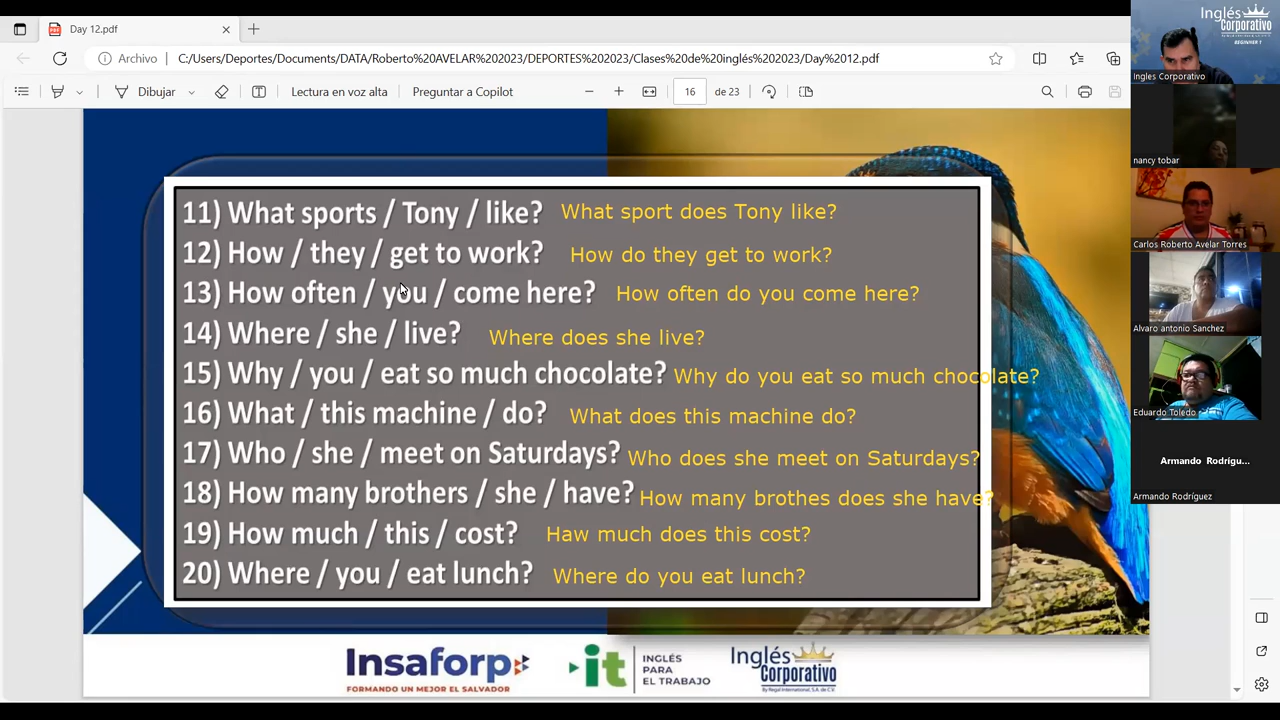 Day 12.pdf
Archivo
C:/Users/Deportes/Documents/DATA/Roberto%20AVELAR%202023/DEPORTES%202023/Clases%20de%20inglés%202023/Day%2012.pdf
Dibujar
Lectura en voz alta
Preguntar a Copilot
16
de 23
11) What sports / Tony / like? What sport does Tony like?
12) How / they / get to work? How do they get to work?
13) How often / you / come here? How often do you come here?
14) Where / she / live? Where does she live?
15) Why / you / eat so much chocolate? Why do you eat so much chocolate?
16) What / this machine / do? What does this machine do?
17) Who / she / meet on Saturdays? Who does she meet on Saturdays?
18) How many brothers / she / have? How many brothes does she have?
19) How much / this / cost? Haw much does this cost?
20) Where / you / eat lunch? Where do you eat lunch?
Insaforp
FORMANDO UN MEJOR EL SALVADOR
it
INGLÉS
PARA
EL TRABAJO
Inglés
Corporativo
By Regal International, S.A. de C.V.
Inglés
Corporativo
BEGINNER 1
Ingles Corporativo
nancy tobar
Carlos Roberto Avelar Torres
Alvaro antonio Sanchez
Eduardo Toledo
Armando Rodrígu...
Armando Rodríguez